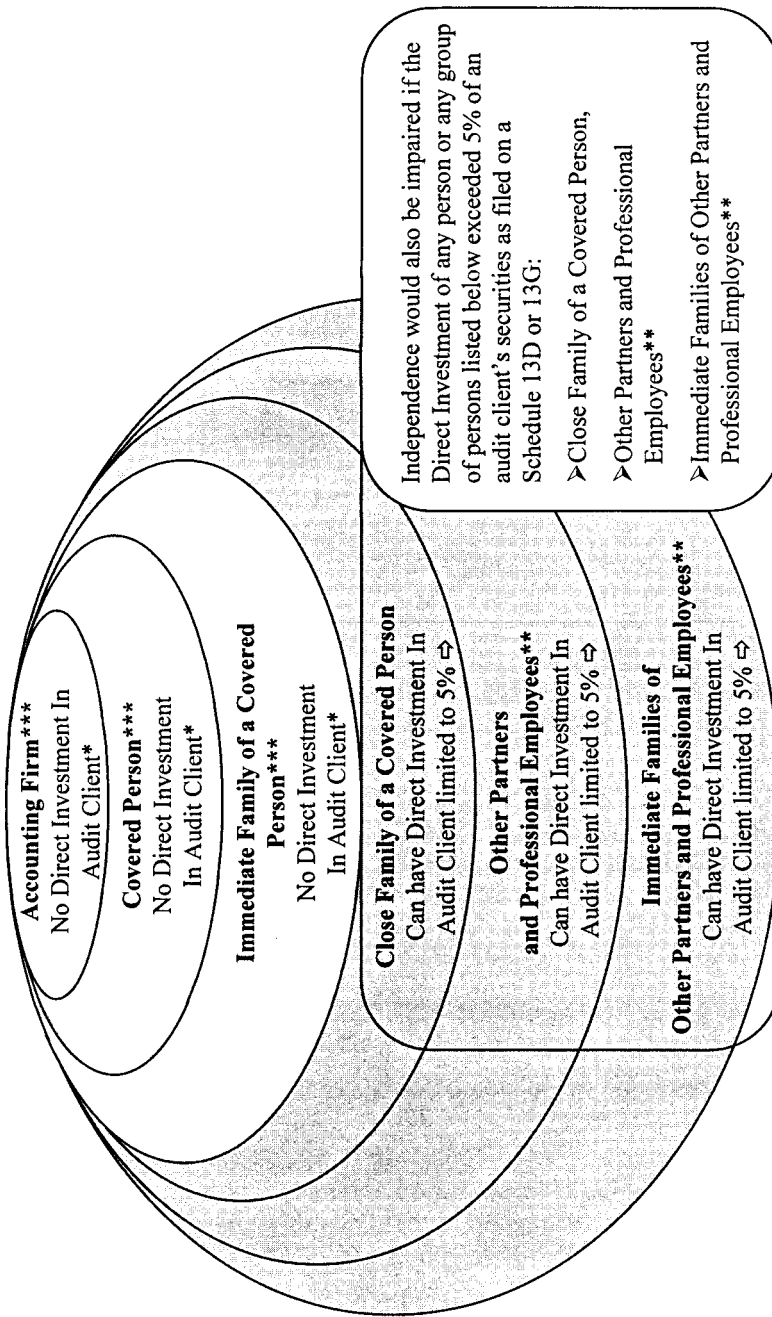 Accounting Firm***
No Direct Investment In
Audit Client*
Covered Person***
No Direct Investment
In Audit Client*
Immediate Family of a Covered
Person***
No Direct Investment
In Audit Client*
Close Family of a Covered Person
Can have Direct Investment In
Audit Client limited to 5% ⇨
Other Partners
and Professional Employees**
Can have Direct Investment In
Audit Client limited to 5% ⇨
Immediate Families of
Other Partners and Professional Employees**
Can have Direct Investment In
Audit Client limited to 5% ⇨
Independence would also be impaired if the
Direct Investment of any person or any group
of persons listed below exceeded 5% of an
audit client's securities as filed on a
Schedule 13D or 13G:
➢Close Family of a Covered Person,
➢Other Partners and Professional
Employees**
➢Immediate Families of Other Partners and
Professional Employees**